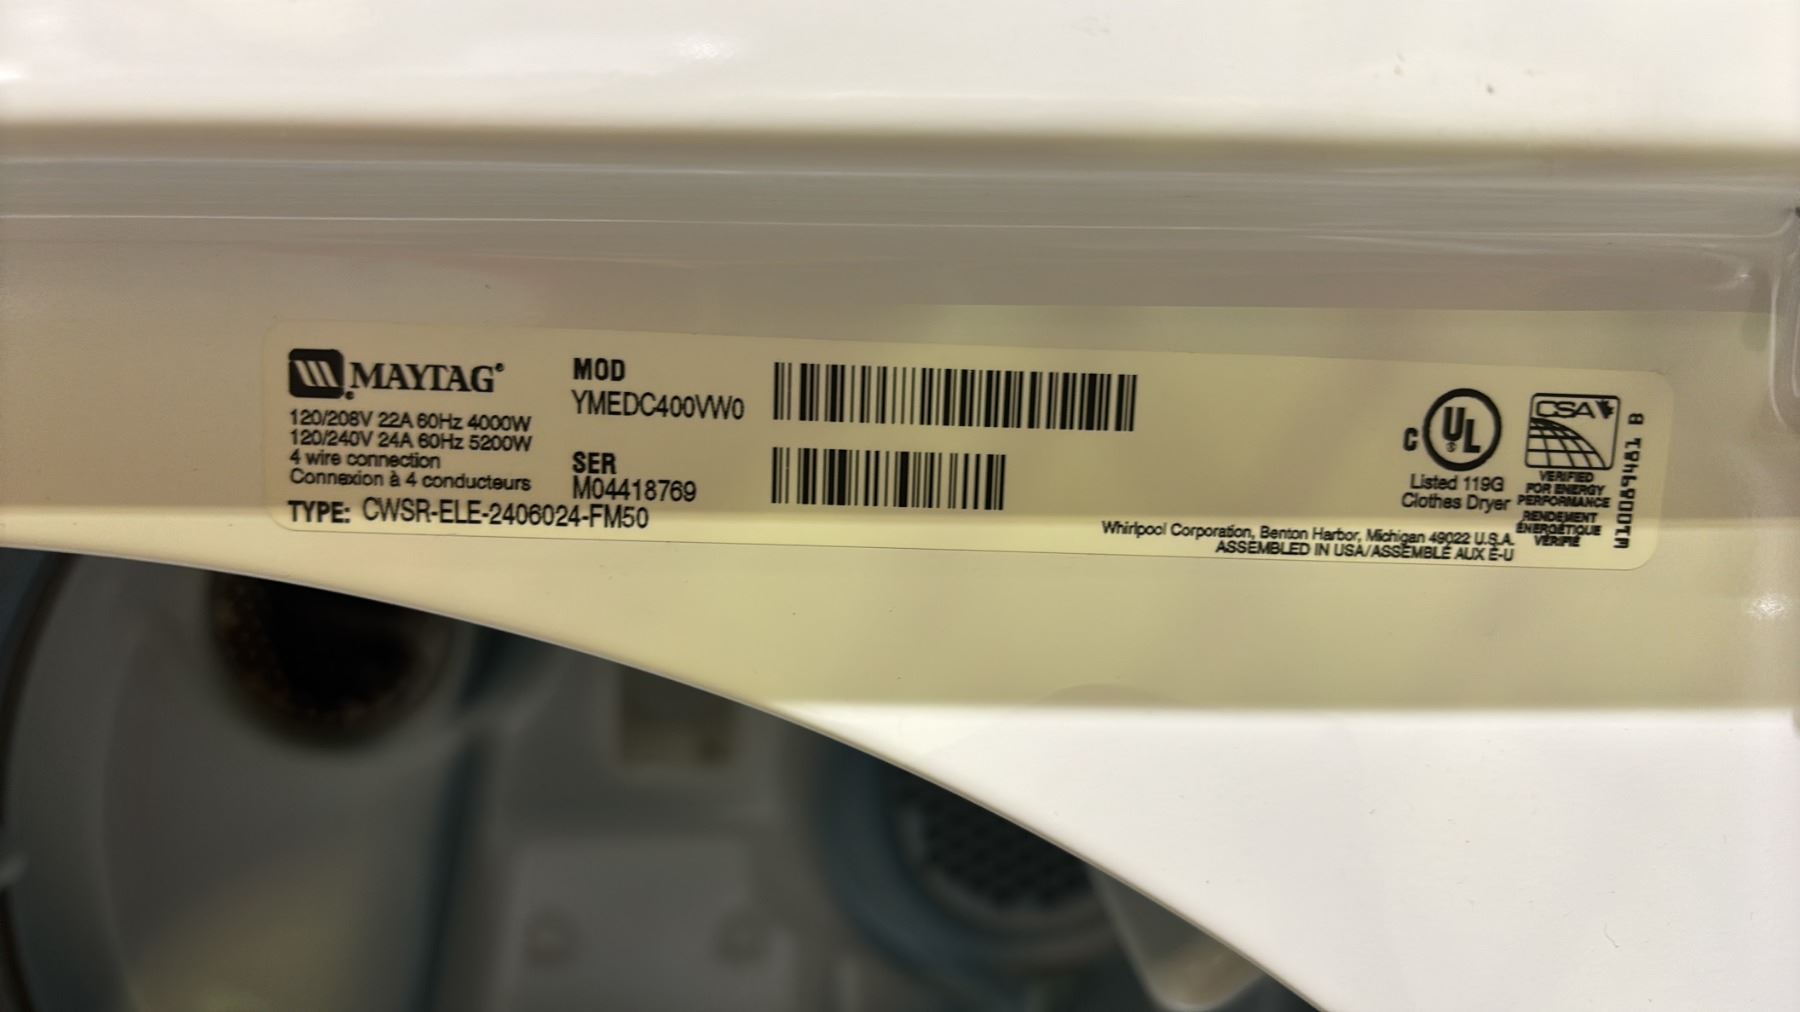 MAYTAG®
120/208V 22A 60Hz 4000W
120/240V 24A 60Hz 5200W
4 wire connection
Connexion à 4 conducteurs
TYPE: CWSR-ELE-2406024-FM50
MOD
YMEDC400VW0
SER
M04418769
C UL ®
Listed 119G
Clothes Dryer
CSA
VERIFIED
FOR ENERGY
PERFORMANCE
RENDEMENT
ÉNERGÉTIQUE
VÉRIFIÉ
Whirlpool Corporation, Benton Harbor, Michigan 49022 U.S.A.
ASSEMBLED IN USA/ASSEMBLÉ AUX É-U